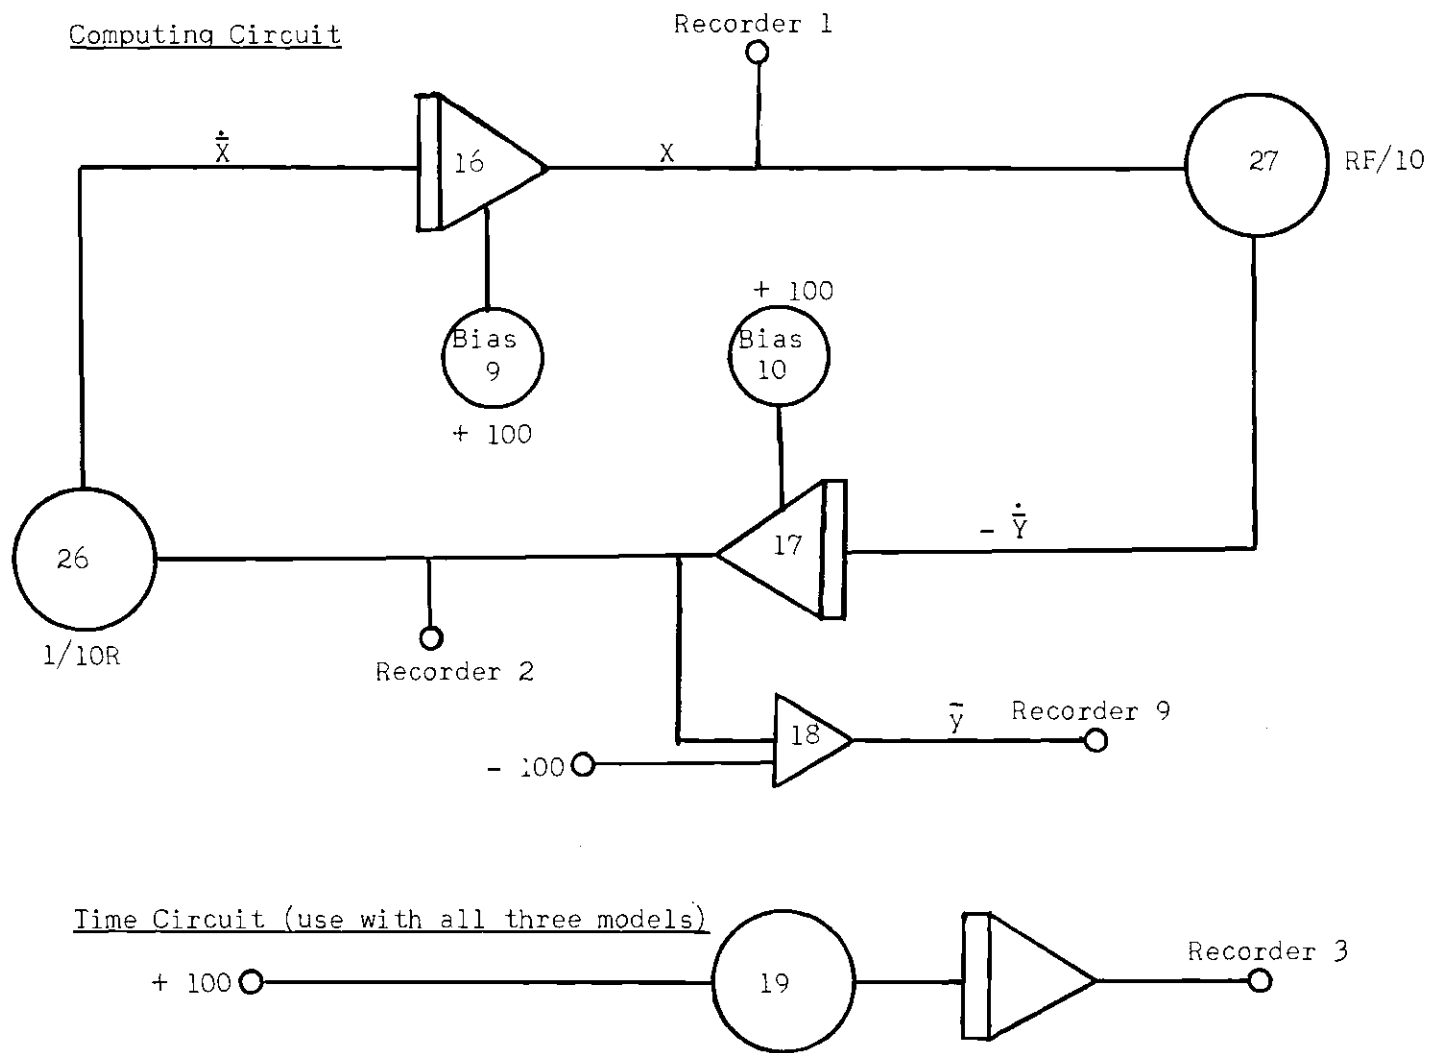 Computing Circuit
Recorder 1
Ẋ̄
16
X
27
RF/10
+ 100
Bias
9
Bias
10
+ 100
17
- Ẏ̄
26
1/10R
Recorder 2
18
ȳ
Recorder 9
- 100
Time Circuit (use with all three models)
+ 100
19
Recorder 3